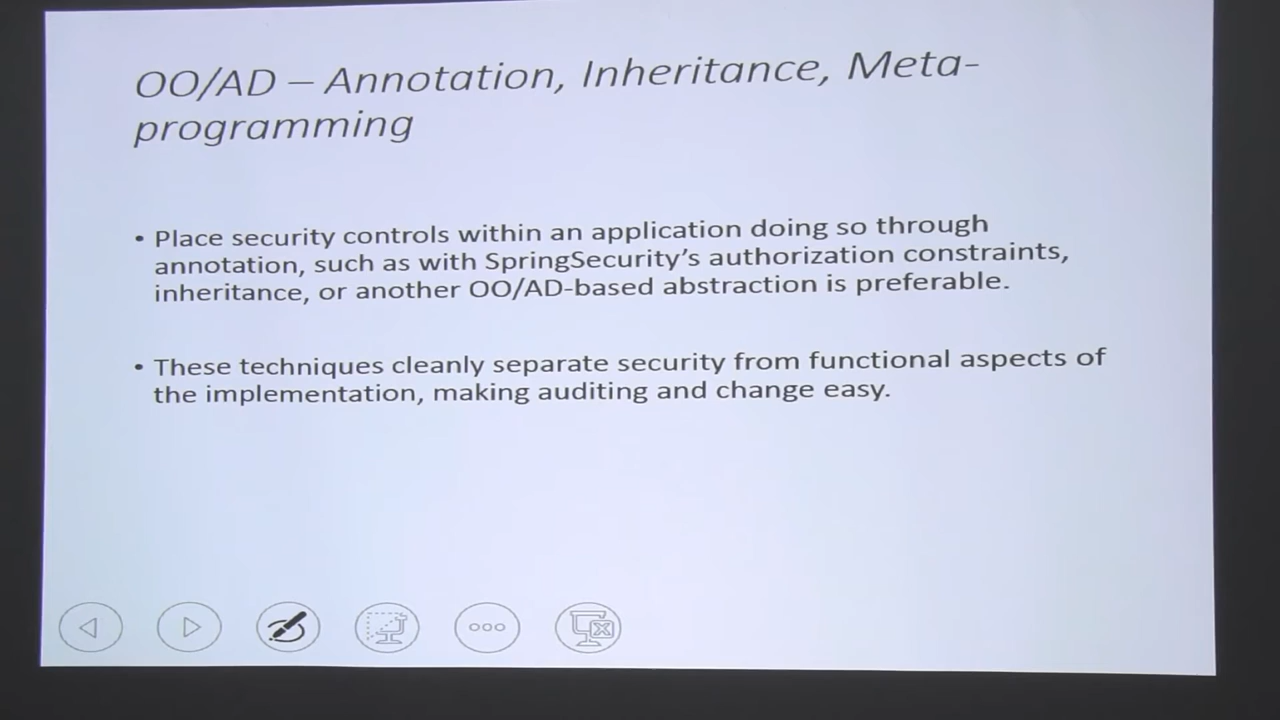 OO/AD – Annotation, Inheritance, Meta-
programming
• Place security controls within an application doing so through
annotation, such as with SpringSecurity's authorization constraints,
inheritance, or another OO/AD-based abstraction is preferable.
• These techniques cleanly separate security from functional aspects of
the implementation, making auditing and change easy.